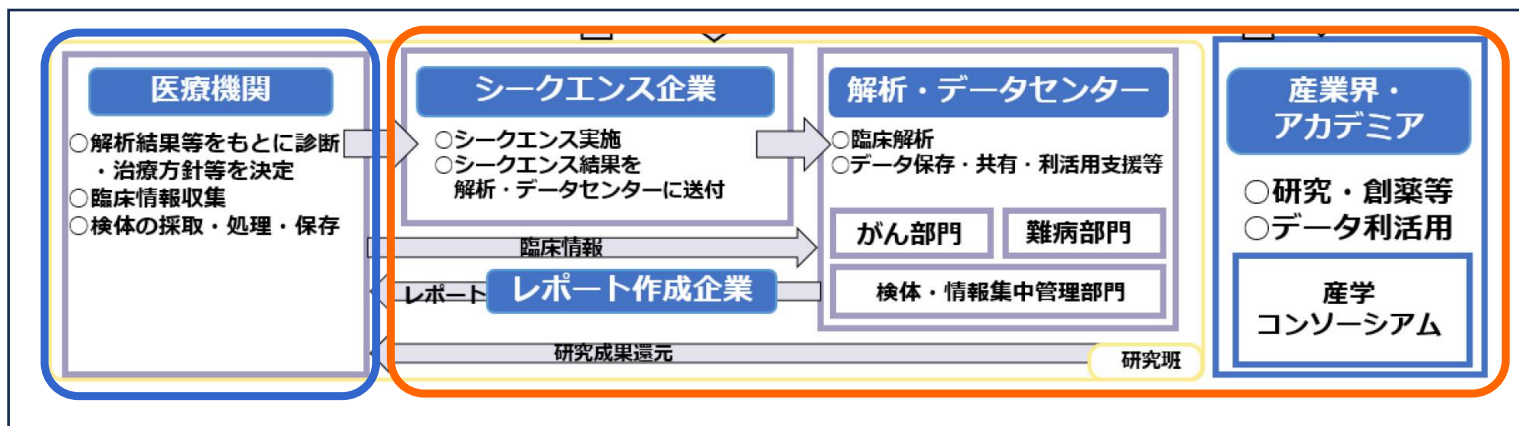 医療機関
○解析結果等をもとに診断
・治療方針等を決定
○臨床情報収集
○検体の採取・処理・保存
シークエンス企業
○シークエンス実施
○シークエンス結果を
解析・データセンターに送付
臨床情報
レポート
レポート作成企業
研究成果還元
解析・データセンター
○臨床解析
○データ保存・共有・利活用支援等
がん部門
難病部門
検体・情報集中管理部門
研究班
産業界・
アカデミア
○研究・創薬等
○データ利活用
産学
コンソーシアム